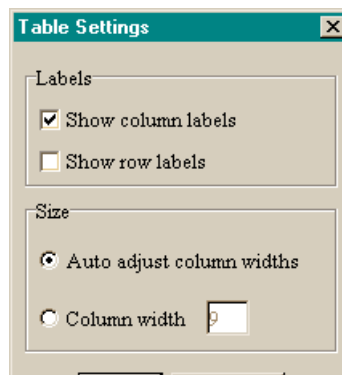 Table Settings
Labels
Show column labels
Show row labels
Size
Auto adjust column widths
Column width 9